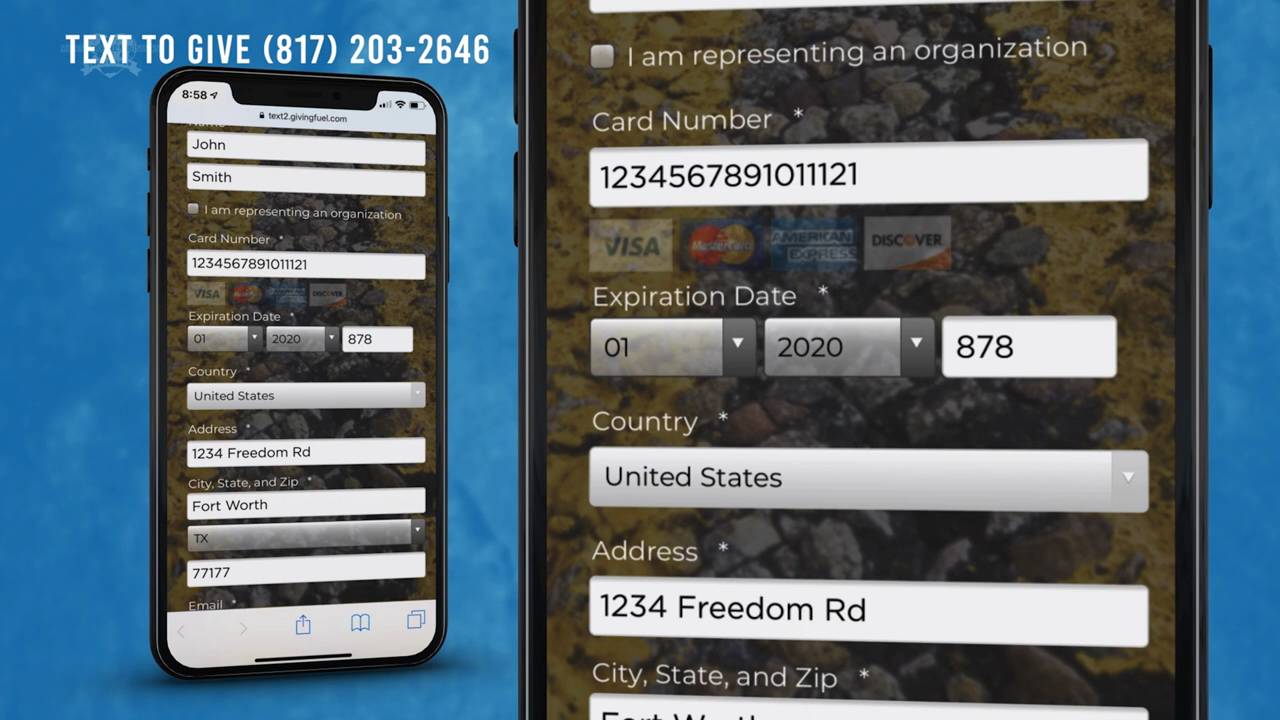 TEXT TO GIVE (817) 203-2646
8:58
text2.givingfuel.com
Name
John
Smith
I am representing an organization
Card Number *
1234567891011121
VISA MasterCard AMERICAN EXPRESS DISCOVER
Expiration Date *
01 2020 878
Country *
United States
Address *
1234 Freedom Rd
City, State, and Zip *
Fort Worth
TX
77177
Email *
I am representing an organization
Card Number *
1234567891011121
VISA MasterCard AMERICAN EXPRESS DISCOVER
Expiration Date *
01 2020 878
Country *
United States
Address *
1234 Freedom Rd
City, State, and Zip *
Fort Worth